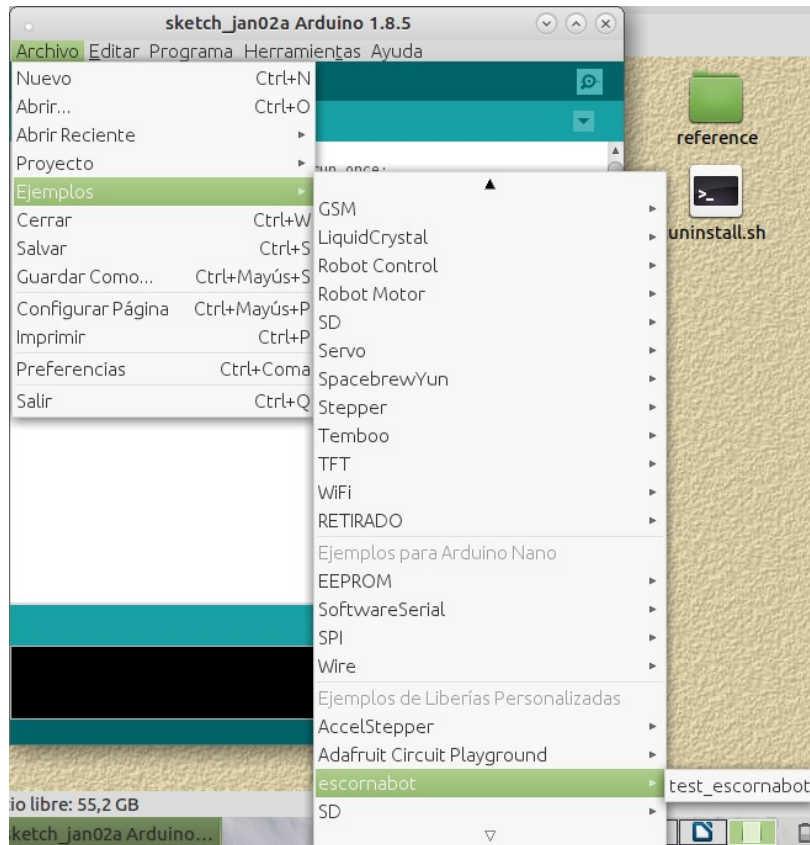 sketch_jan02a Arduino 1.8.5
Archivo Editar Programa Herramientas Ayuda
Nuevo Ctrl+N
Abrir... Ctrl+O
Abrir Reciente
Proyecto
Ejemplos
Cerrar Ctrl+W
Salvar Ctrl+S
Guardar Como... Ctrl+Mayús+S
Configurar Página Ctrl+Mayús+P
Imprimir Ctrl+P
Preferencias Ctrl+Coma
Salir Ctrl+Q
run once:
GSM
LiquidCrystal
Robot Control
Robot Motor
SD
Servo
SpacebrewYun
Stepper
Temboo
TFT
WiFi
RETIRADO
Ejemplos para Arduino Nano
EEPROM
SoftwareSerial
SPI
Wire
Ejemplos de Liberías Personalizadas
AccelStepper
Adafruit Circuit Playground
escornabot
SD
test_escornabot
reference
uninstall.sh
io libre: 55,2 GB
sketch_jan02a Arduino...